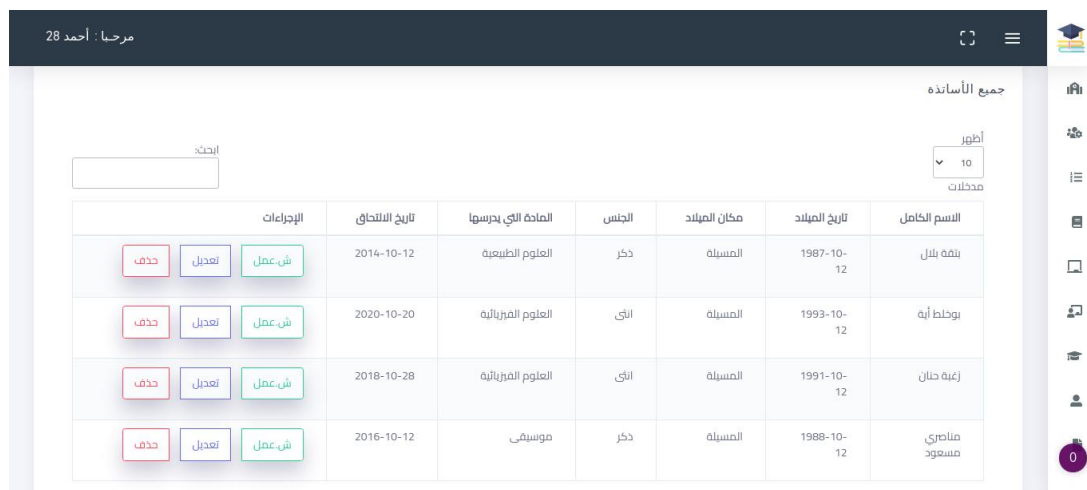 مرحبا : أحمد 28
جميع الأساتذة
أظهر
10
مدخلات
ابحث:
الاسم الكامل تاريخ الميلاد مكان الميلاد الجنس المادة التي يدرسها تاريخ الالتحاق الإجراءات
بتقة بلال 1987-10-12 المسيلة ذكر العلوم الطبيعية 2014-10-12 ش.عمل تعديل حذف
بوخلط أية 1993-10-12 المسيلة انثى العلوم الفيزيائية 2020-10-20 ش.عمل تعديل حذف
زغبة حنان 1991-10-12 المسيلة انثى العلوم الفيزيائية 2018-10-28 ش.عمل تعديل حذف
مناصري مسعود 1988-10-12 المسيلة ذكر موسيقى 2016-10-12 ش.عمل تعديل حذف
0